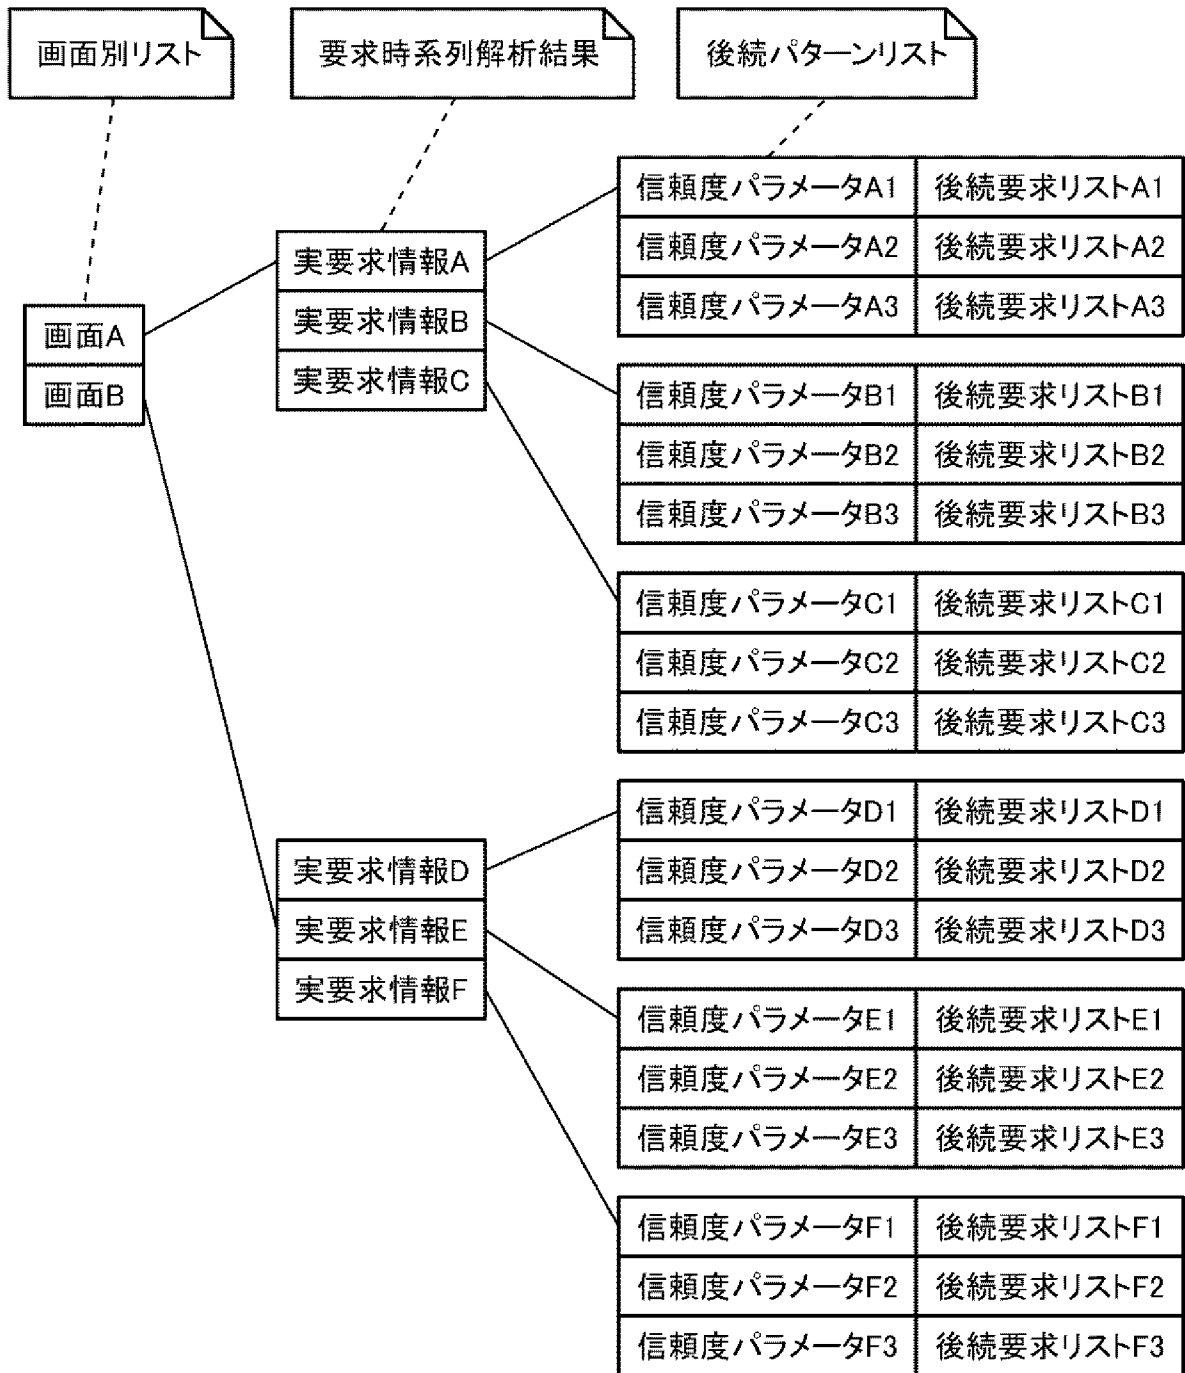 画面別リスト
要求時系列解析結果
後続パターンリスト
画面A
画面B
実要求情報A
実要求情報B
実要求情報C
信頼度パラメータA1 後続要求リストA1
信頼度パラメータA2 後続要求リストA2
信頼度パラメータA3 後続要求リストA3
信頼度パラメータB1 後続要求リストB1
信頼度パラメータB2 後続要求リストB2
信頼度パラメータB3 後続要求リストB3
信頼度パラメータC1 後続要求リストC1
信頼度パラメータC2 後続要求リストC2
信頼度パラメータC3 後続要求リストC3
実要求情報D
実要求情報E
実要求情報F
信頼度パラメータD1 後続要求リストD1
信頼度パラメータD2 後続要求リストD2
信頼度パラメータD3 後続要求リストD3
信頼度パラメータE1 後続要求リストE1
信頼度パラメータE2 後続要求リストE2
信頼度パラメータE3 後続要求リストE3
信頼度パラメータF1 後続要求リストF1
信頼度パラメータF2 後続要求リストF2
信頼度パラメータF3 後続要求リストF3